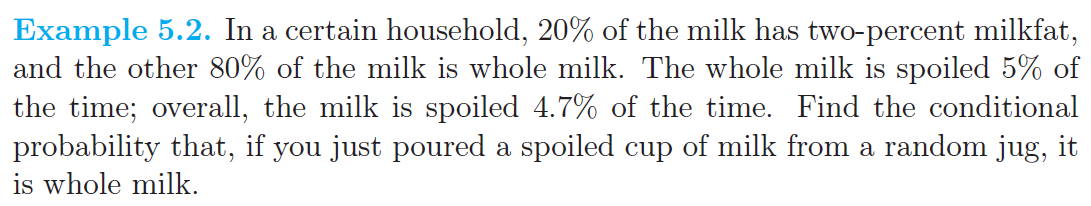 Example 5.2. In a certain household, 20% of the milk has two-percent milkfat,
and the other 80% of the milk is whole milk. The whole milk is spoiled 5% of
the time; overall, the milk is spoiled 4.7% of the time. Find the conditional
probability that, if you just poured a spoiled cup of milk from a random jug, it
is whole milk.